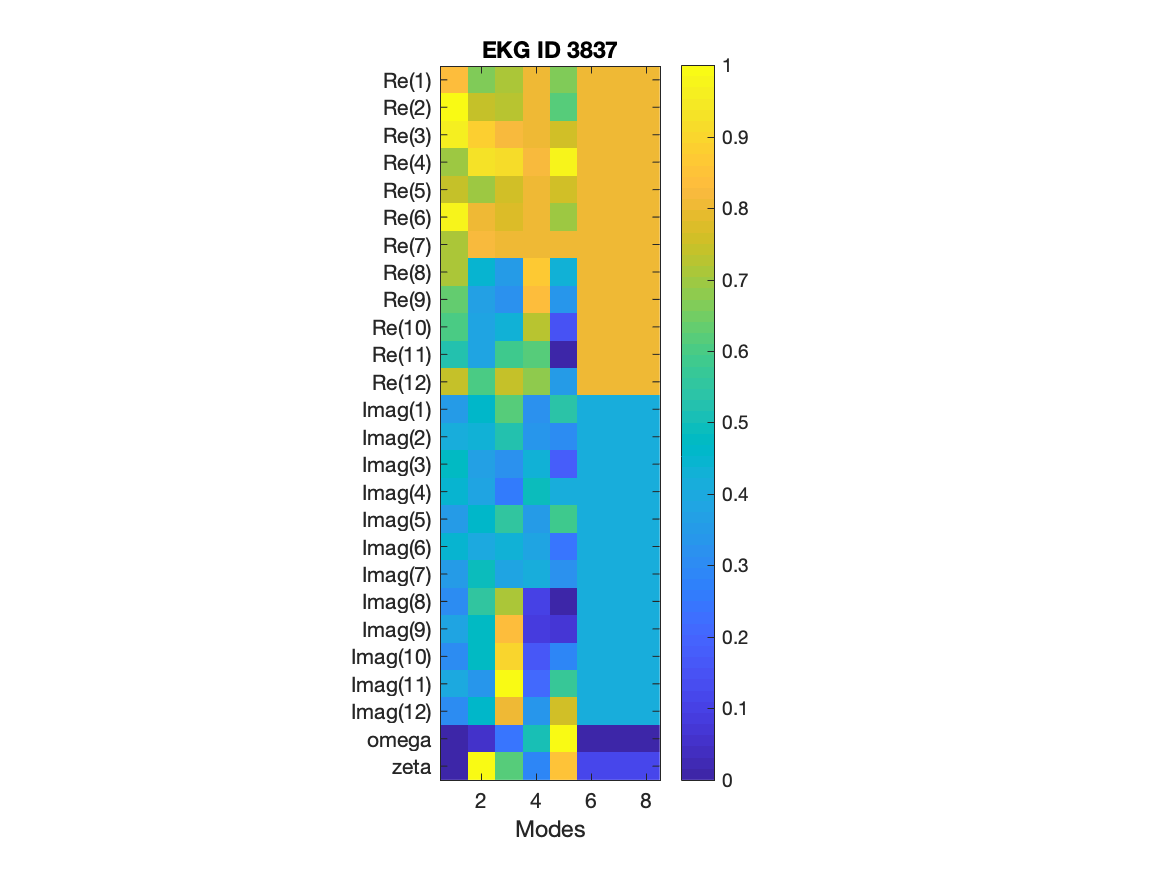 EKG ID 3837
Re(1)
Re(2)
Re(3)
Re(4)
Re(5)
Re(6)
Re(7)
Re(8)
Re(9)
Re(10)
Re(11)
Re(12)
Imag(1)
Imag(2)
Imag(3)
Imag(4)
Imag(5)
Imag(6)
Imag(7)
Imag(8)
Imag(9)
Imag(10)
Imag(11)
Imag(12)
omega
zeta
2 4 6 8
Modes
1
0.9
0.8
0.7
0.6
0.5
0.4
0.3
0.2
0.1
0